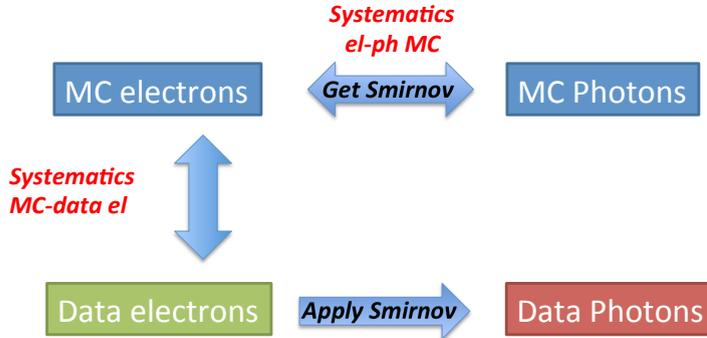 Systematics
el-ph MC
MC electrons
Get Smirnov
MC Photons
Systematics
MC-data el
Data electrons
Apply Smirnov
Data Photons